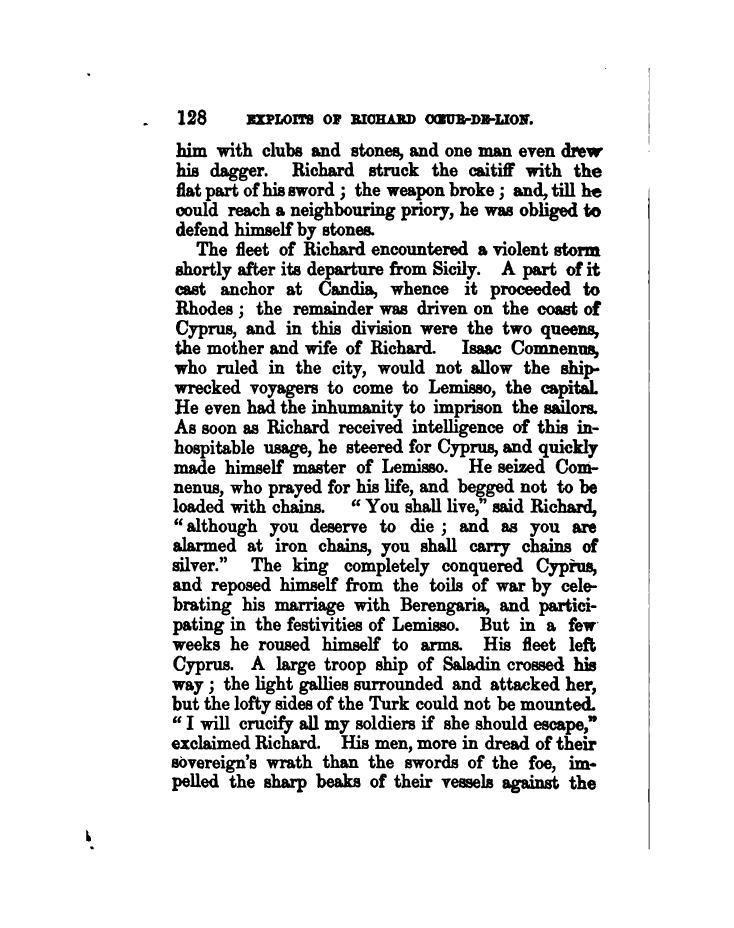 128 EXPLOITS OF RICHARD CŒUR-DE-LION.
him with clubs and stones, and one man even drew
his dagger. Richard struck the caitiff with the
flat part of his sword ; the weapon broke ; and, till he
could reach a neighbouring priory, he was obliged to
defend himself by stones.
The fleet of Richard encountered a violent storm
shortly after its departure from Sicily. A part of it
cast anchor at Candia, whence it proceeded to
Rhodes ; the remainder was driven on the coast of
Cyprus, and in this division were the two queens,
the mother and wife of Richard. Isaac Comnenus,
who ruled in the city, would not allow the ship-
wrecked voyagers to come to Lemisso, the capital.
He even had the inhumanity to imprison the sailors.
As soon as Richard received intelligence of this in-
hospitable usage, he steered for Cyprus, and quickly
made himself master of Lemisso. He seized Com-
nenus, who prayed for his life, and begged not to be
loaded with chains. “ You shall live,” said Richard,
“ although you deserve to die ; and as you are
alarmed at iron chains, you shall carry chains of
silver.” The king completely conquered Cyprus,
and reposed himself from the toils of war by cele-
brating his marriage with Berengaria, and partici-
pating in the festivities of Lemisso. But in a few
weeks he roused himself to arms. His fleet left
Cyprus. A large troop ship of Saladin crossed his
way ; the light gallies surrounded and attacked her,
but the lofty sides of the Turk could not be mounted.
“ I will crucify all my soldiers if she should escape,”
exclaimed Richard. His men, more in dread of their
sovereign's wrath than the swords of the foe, im-
pelled the sharp beaks of their vessels against the